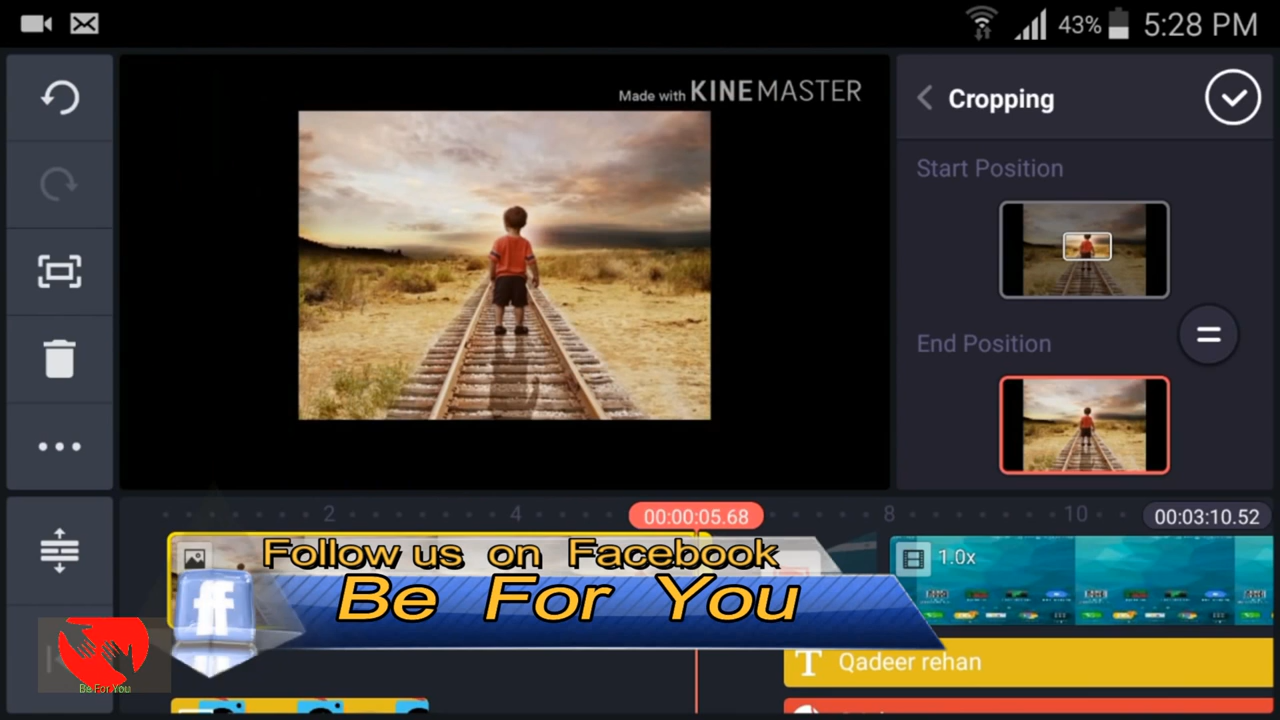 43% 5:28 PM
Made with KINEMASTER
Cropping
Start Position
End Position
2 4 00:00:05.68 8 10 00:03:10.52
1.0x
Follow us on Facebook
f
Be For You
Be For You
T Qadeer rehan